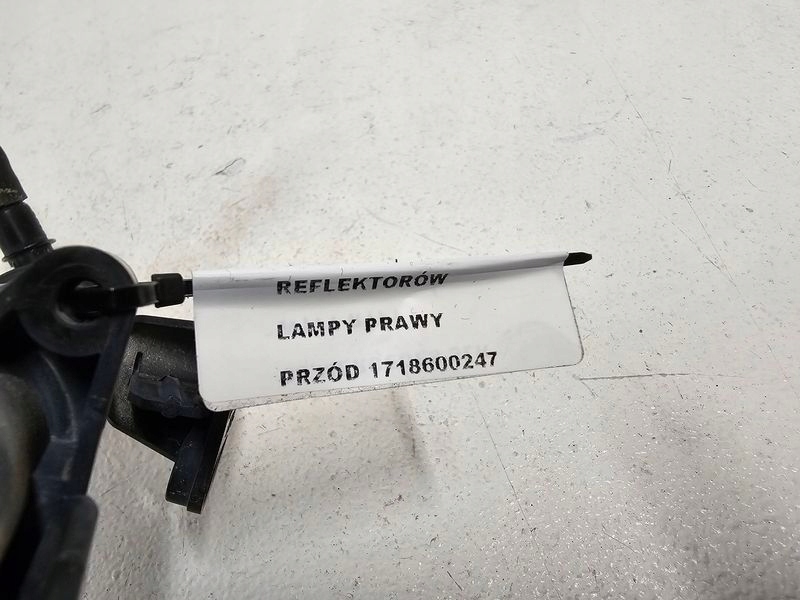 REFLEKTORÓW
LAMPY PRAWY
PRZÓD 1718600247